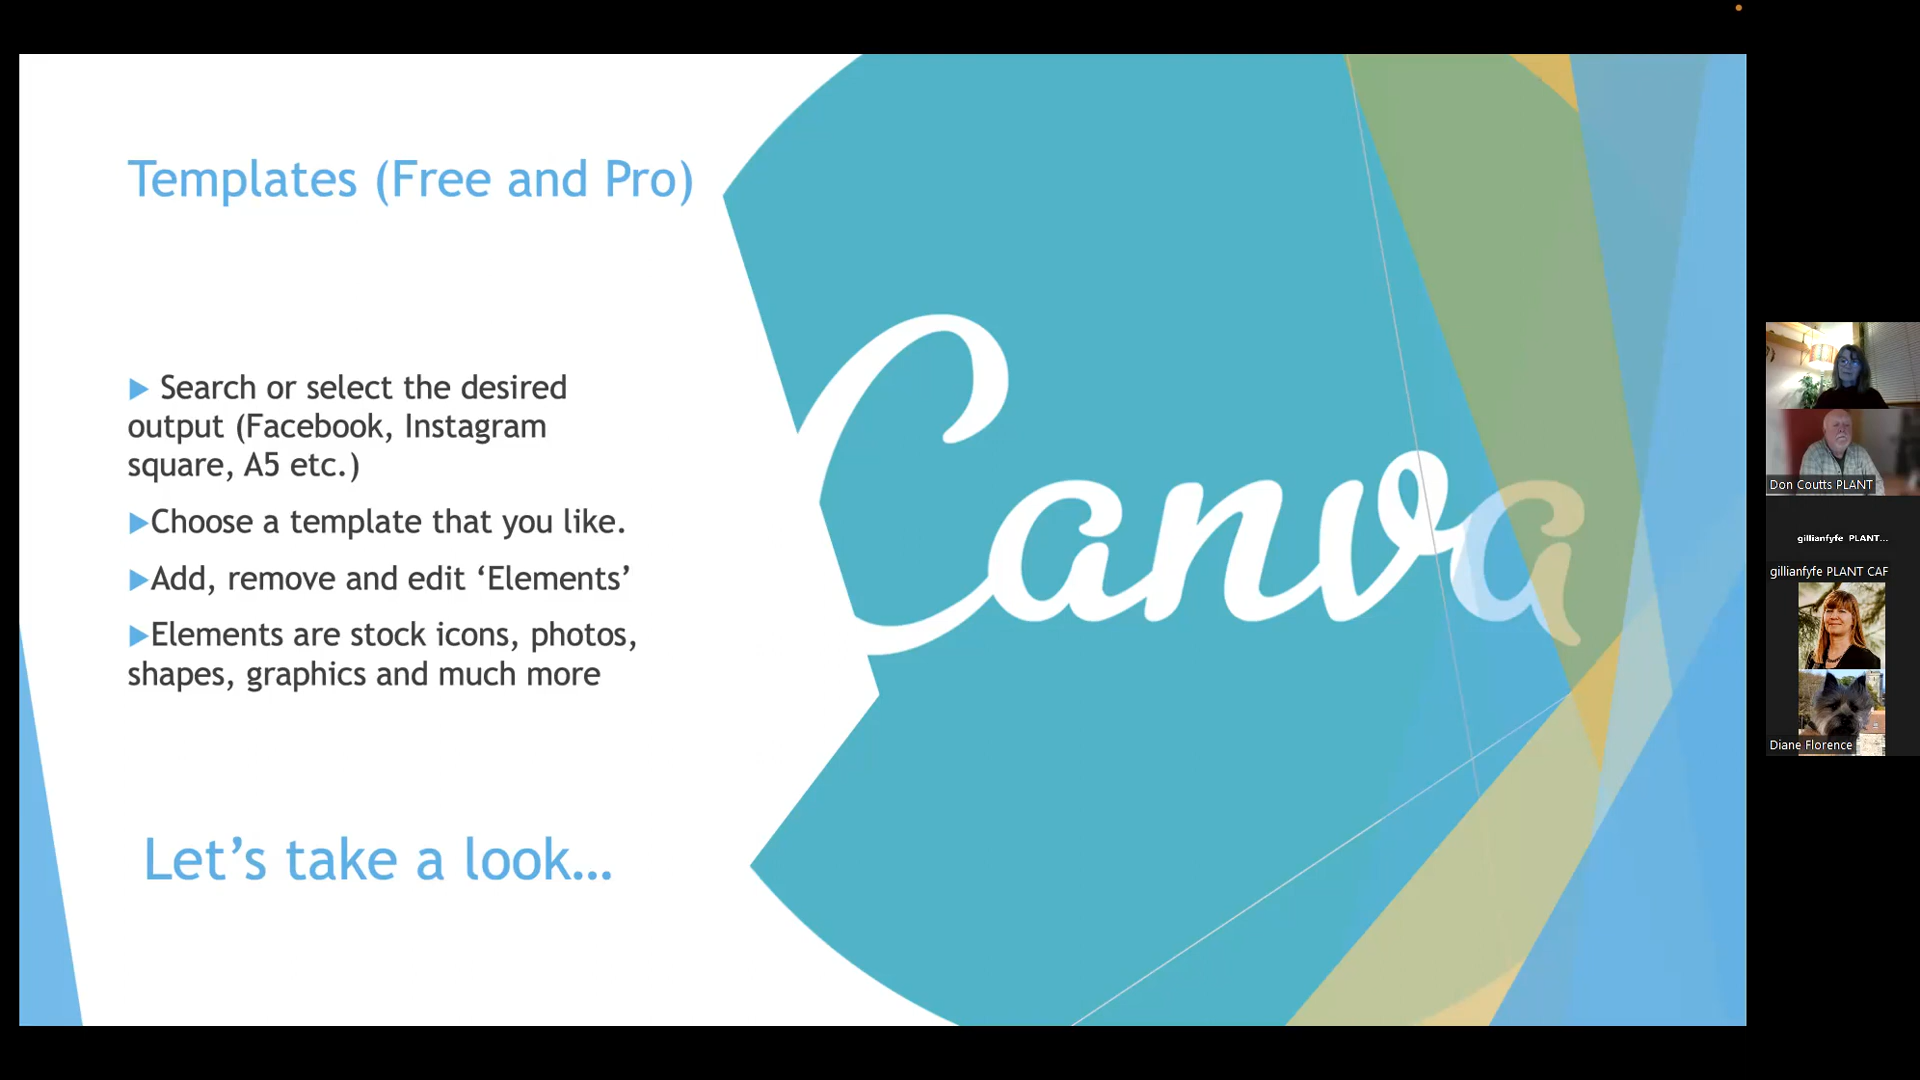 Templates (Free and Pro)
Search or select the desired
output (Facebook, Instagram
square, A5 etc.)
Choose a template that you like.
Add, remove and edit ‘Elements’
Elements are stock icons, photos,
shapes, graphics and much more
Let’s take a look…
Canva
Don Coutts PLANT
gillianfyfe PLANT...
gillianfyfe PLANT CAF
Diane Florence